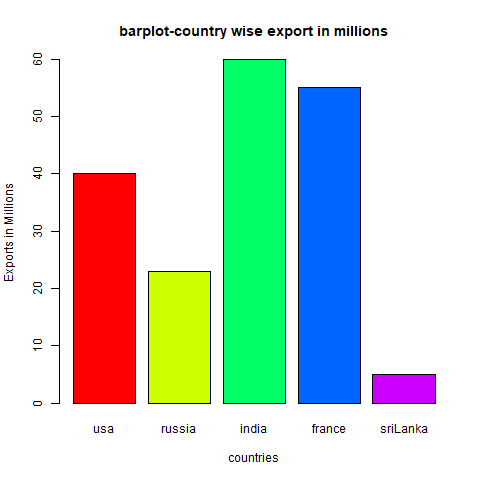 barplot-country wise export in millions
Exports in Millions
60
50
40
30
20
10
0
usa russia india france sriLanka
countries